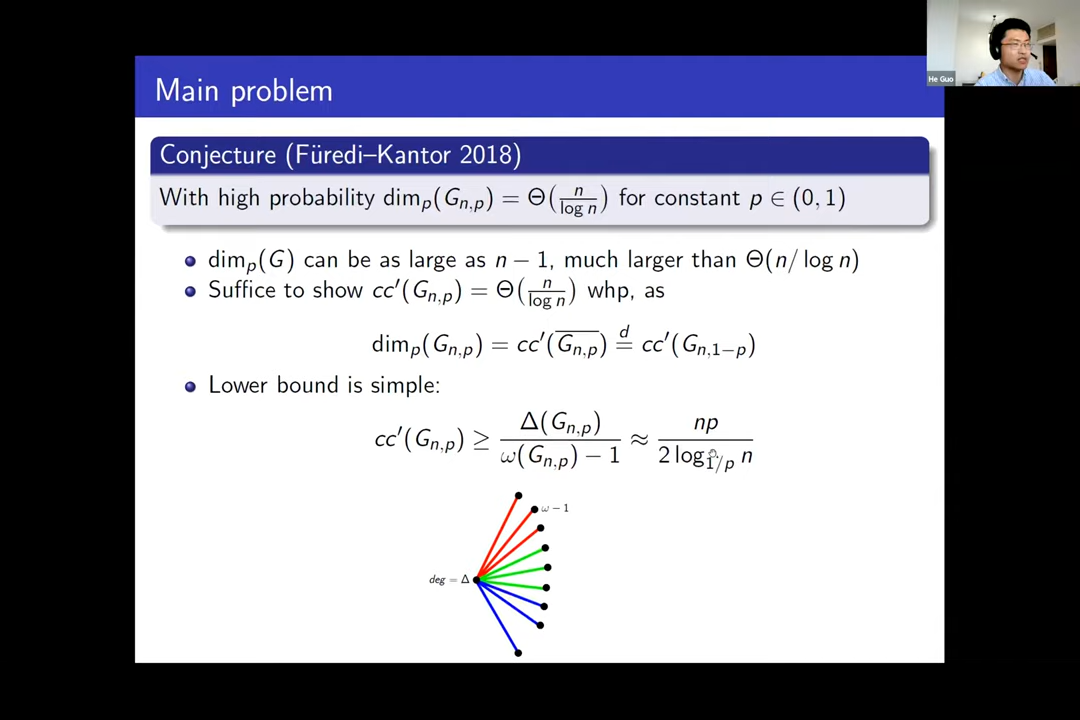 He Guo
Main problem
Conjecture (Füredi–Kantor 2018)
With high probability dim_p(G_{n,p}) = Θ(n/log n) for constant p ∈ (0, 1)
dim_p(G) can be as large as n − 1, much larger than Θ(n/ log n)
Suffice to show cc′(G_{n,p}) = Θ(n/log n) whp, as
dim_p(G_{n,p}) = cc′(\overline{G_{n,p}}) \overset{d}{=} cc′(G_{n,1−p})
Lower bound is simple:
cc′(G_{n,p}) ≥ Δ(G_{n,p})/(ω(G_{n,p}) − 1) ≈ np/(2 log_{1/p} n)
ω − 1
deg = Δ